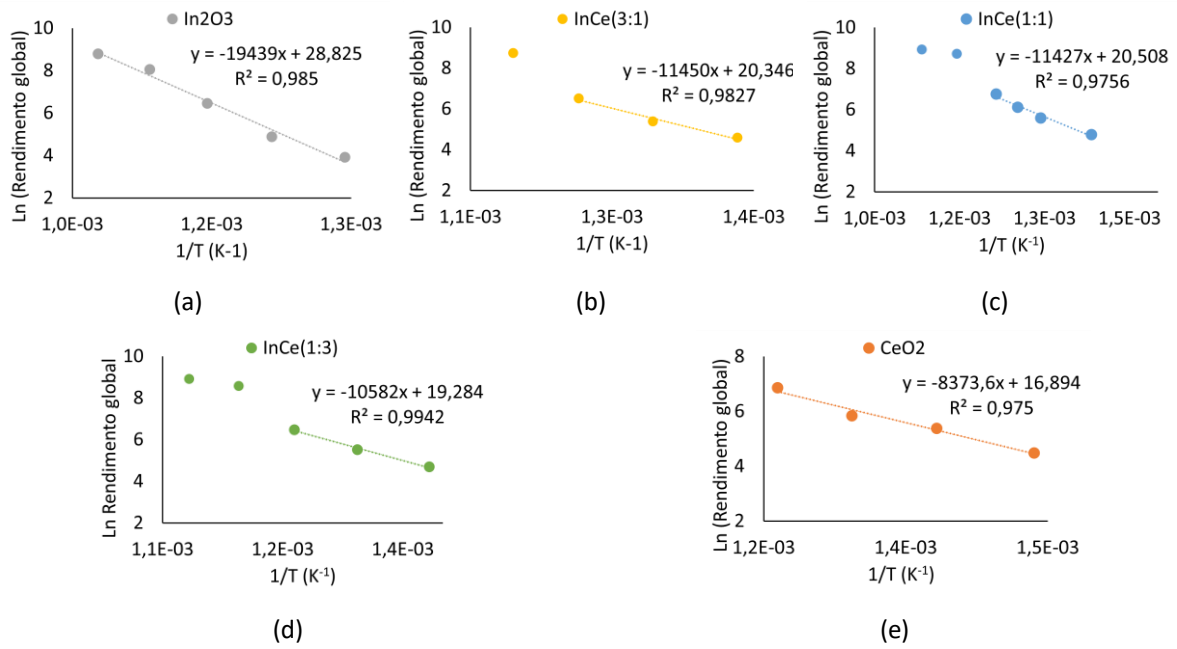 In2O3
y = -19439x + 28,825
R² = 0,985
Ln (Rendimento global)
10
8
6
4
2
1,0E-03 1,2E-03 1,3E-03
1/T (K-1)
(a)
InCe(3:1)
y = -11450x + 20,346
R² = 0,9827
Ln (Rendimento global)
10
8
6
4
2
1,1E-03 1,3E-03 1,4E-03
1/T (K-1)
(b)
InCe(1:1)
y = -11427x + 20,508
R² = 0,9756
Ln (Rendimento global)
10
8
6
4
2
1,0E-03 1,2E-03 1,3E-03 1,5E-03
1/T (K⁻¹)
(c)
InCe(1:3)
y = -10582x + 19,284
R² = 0,9942
Ln Rendimento global)
10
8
6
4
2
1,1E-03 1,2E-03 1,4E-03
1/T (K⁻¹)
(d)
CeO2
y = -8373,6x + 16,894
R² = 0,975
Ln (Rendimento global)
8
6
4
2
1,2E-03 1,4E-03 1,5E-03
1/T (K⁻¹)
(e)